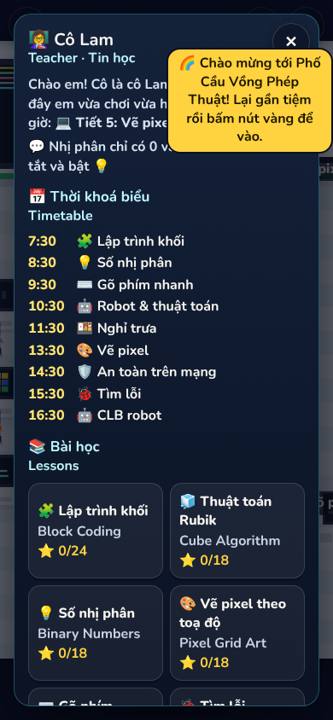 Cô Lam
Teacher · Tin học
×
🌈 Chào mừng tới Phố
Cầu Vồng Phép
Thuật! Lại gần tiệm
rồi bấm nút vàng để
vào.
Chào em! Cô là cô Lan
đây em vừa chơi vừa h
giờ: 💻 Tiết 5: Vẽ pixe
💬 Nhị phân chỉ có 0 v
tắt và bật 💡
📅 Thời khoá biểu
Timetable
7:30 🧩 Lập trình khối
8:30 💡 Số nhị phân
9:30 ⌨️ Gõ phím nhanh
10:30 🤖 Robot & thuật toán
11:30 🍱 Nghỉ trưa
13:30 🎨 Vẽ pixel
14:30 🛡️ An toàn trên mạng
15:30 🐞 Tìm lỗi
16:30 🤖 CLB robot
📚 Bài học
Lessons
🧩 Lập trình khối
Block Coding
⭐ 0/24
🧊 Thuật toán
Rubik
Cube Algorithm
⭐ 0/18
💡 Số nhị phân
Binary Numbers
⭐ 0/18
🎨 Vẽ pixel theo
toạ độ
Pixel Grid Art
⭐ 0/18
⌨️ Gõ phím
🐞 Tìm lỗi